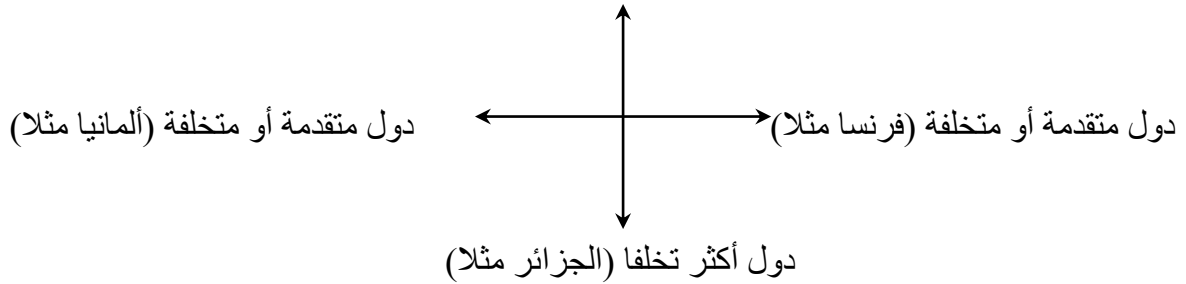 دول متقدمة أو متخلفة (فرنسا مثلا)
دول متقدمة أو متخلفة (ألمانيا مثلا)
دول أكثر تخلفا (الجزائر مثلا)